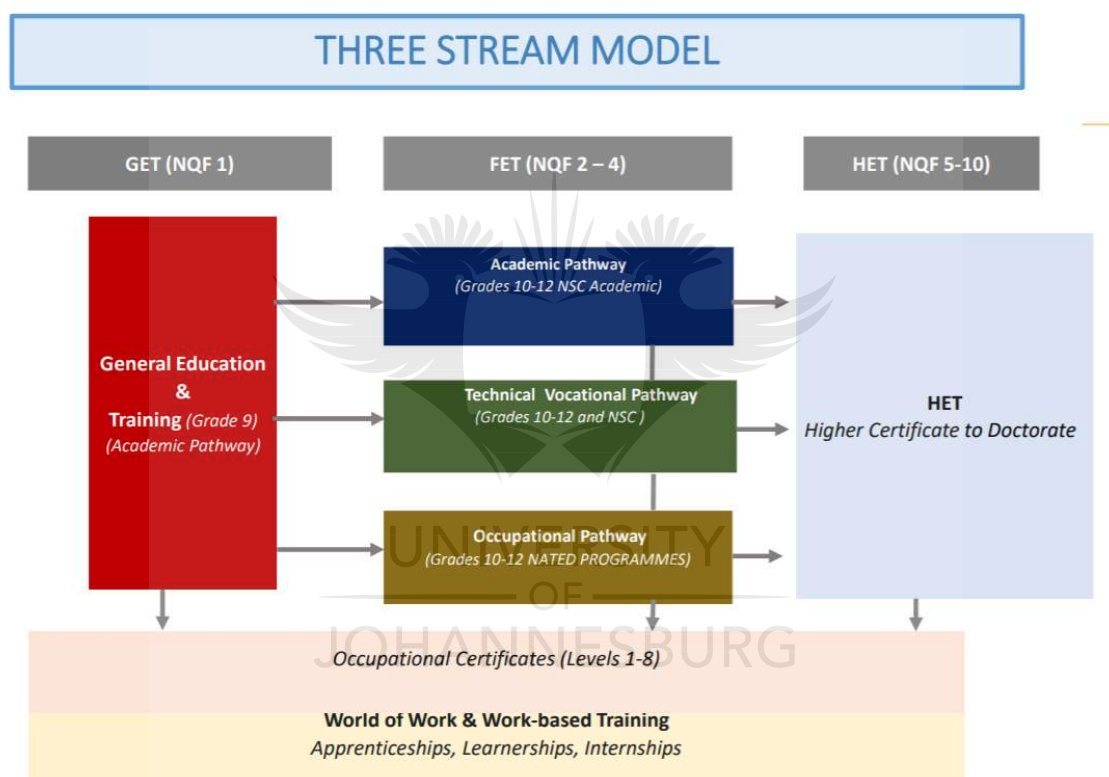 THREE STREAM MODEL
GET (NQF 1)
FET (NQF 2 – 4)
HET (NQF 5-10)
General Education
&
Training (Grade 9)
(Academic Pathway)
Academic Pathway
(Grades 10-12 NSC Academic)
Technical Vocational Pathway
(Grades 10-12 and NSC )
Occupational Pathway
(Grades 10-12 NATED PROGRAMMES)
HET
Higher Certificate to Doctorate
UNIVERSITY
OF
JOHANNESBURG
Occupational Certificates (Levels 1-8)
World of Work & Work-based Training
Apprenticeships, Learnerships, Internships